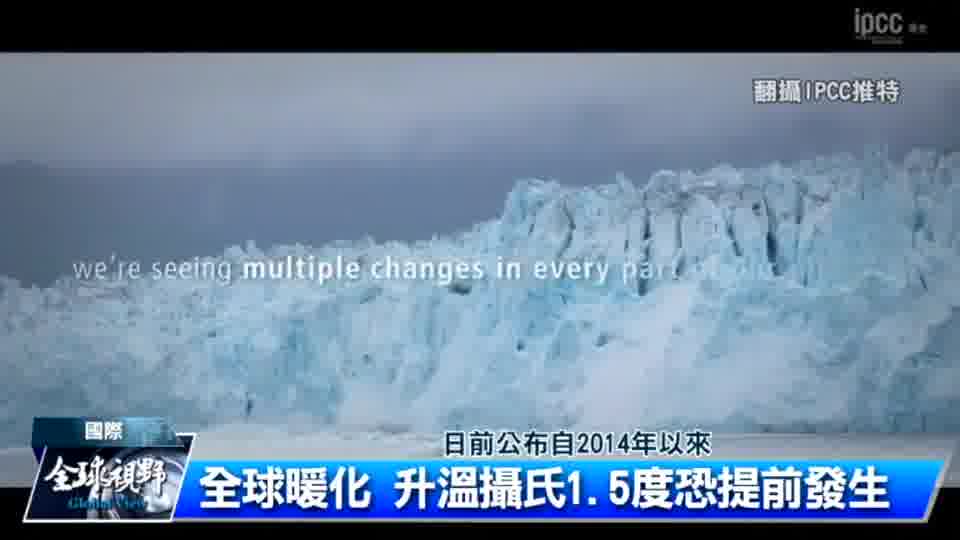 ipcc
翻攝IPCC推特
we're seeing multiple changes in every part
國際
日前公布自2014年以來
全球視野
Global View
全球暖化 升溫攝氏1.5度恐提前發生